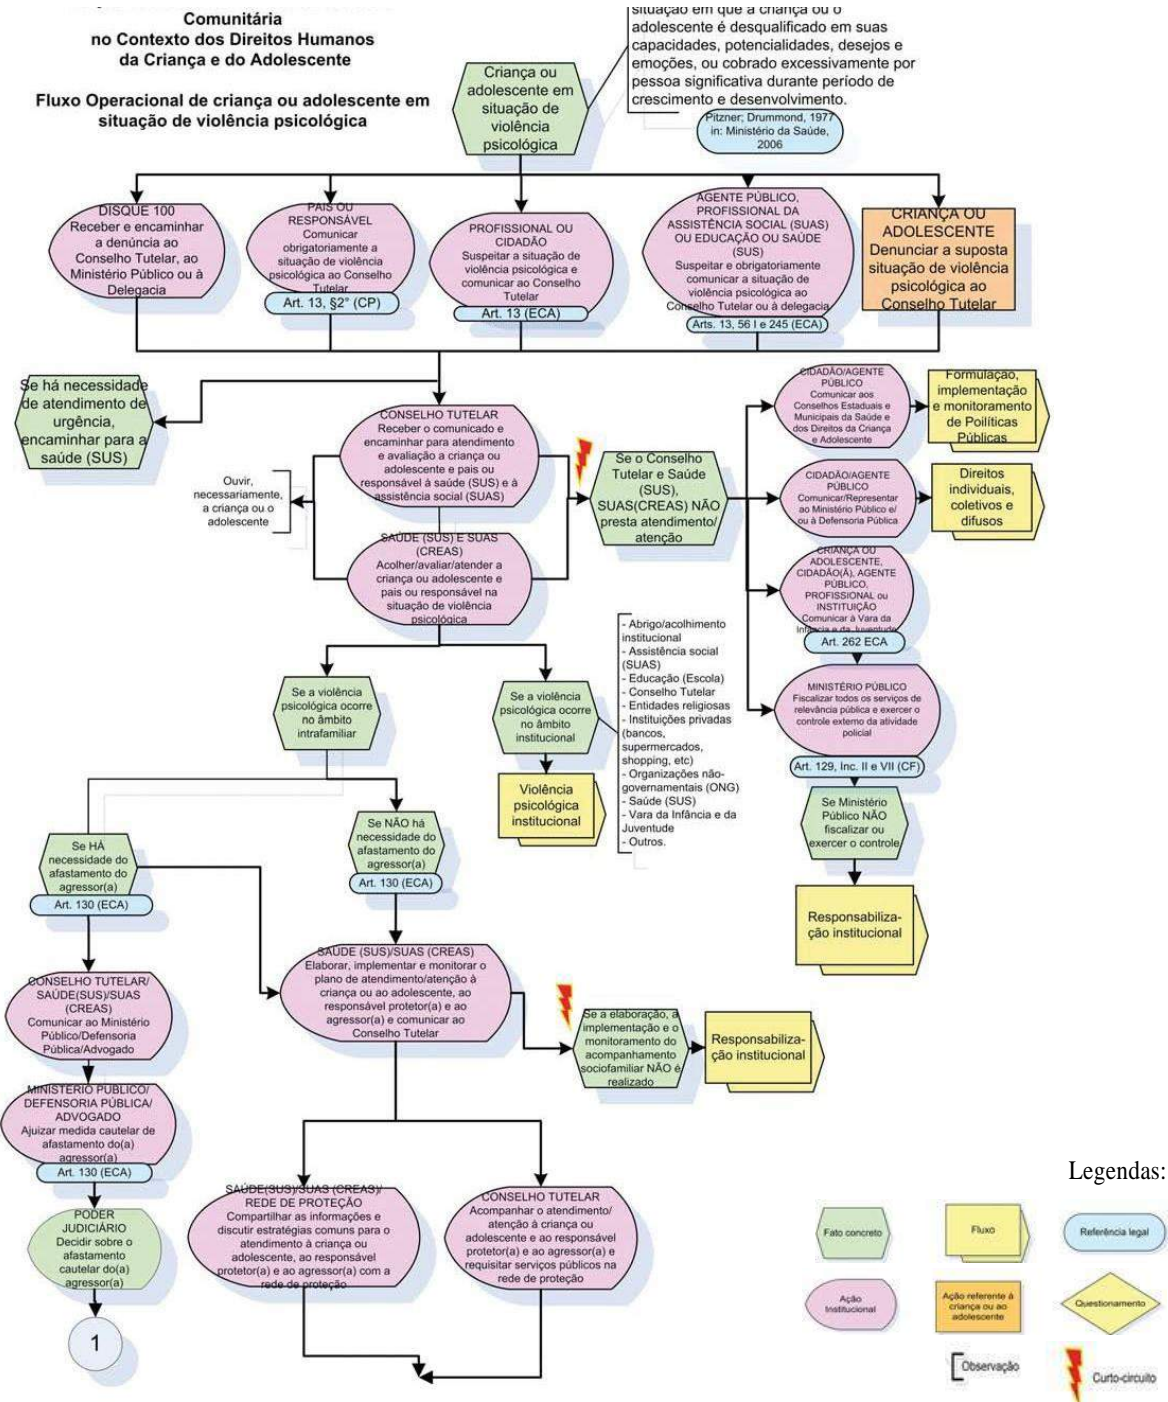 Comunitária
no Contexto dos Direitos Humanos
da Criança e do Adolescente
Fluxo Operacional de criança ou adolescente em
situação de violência psicológica
situação em que a criança ou o
adolescente é desqualificado em suas
capacidades, potencialidades, desejos e
emoções, ou cobrado excessivamente por
pessoa significativa durante período de
crescimento e desenvolvimento.
Pitzner; Drummond, 1977
in: Ministério da Saúde,
2006
Criança ou
adolescente em
situação de
violência
psicológica
DISQUE 100
Receber e encaminhar
a denúncia ao
Conselho Tutelar, ao
Ministério Público ou à
Delegacia
PAIS OU
RESPONSÁVEL
Comunicar
obrigatoriamente a
situação de violência
psicológica ao Conselho
Tutelar
Art. 13, §2° (CP)
PROFISSIONAL OU
CIDADÃO
Suspeitar a situação de
violência psicológica e
comunicar ao Conselho
Tutelar
Art. 13 (ECA)
AGENTE PÚBLICO,
PROFISSIONAL DA
ASSISTÊNCIA SOCIAL (SUAS)
OU EDUCAÇÃO OU SAÚDE
(SUS)
Suspeitar e obrigatoriamente
comunicar a situação de
violência psicológica ao
Conselho Tutelar ou à delegacia
Arts. 13, 56 I e 245 (ECA)
CRIANÇA OU
ADOLESCENTE
Denunciar a suposta
situação de violência
psicológica ao
Conselho Tutelar
Se há necessidade
de atendimento de
urgência,
encaminhar para a
saúde (SUS)
CONSELHO TUTELAR
Receber o comunicado e
encaminhar para atendimento
e avaliação a criança ou
adolescente e pais ou
responsável à saúde (SUS) e à
assistência social (SUAS)
Ouvir,
necessariamente,
a criança ou o
adolescente
SAÚDE (SUS) E SUAS
(CREAS)
Acolher/avaliar/atender a
criança ou adolescente e
pais ou responsável na
situação de violência
psicológica
Se o Conselho
Tutelar e Saúde
(SUS),
SUAS(CREAS) NÃO
presta atendimento/
atenção
CIDADÃO/AGENTE
PÚBLICO
Comunicar aos
Conselhos Estaduais e
Municipais da Saúde e
dos Direitos da Criança
e Adolescente
Formulação,
implementação
e monitoramento
de Poilíticas
Públicas
CIDADÃO/AGENTE
PÚBLICO
Comunicar/Representar
ao Ministério Público e/
ou à Defensoria Pública
Direitos
individuais,
coletivos e
difusos
CRIANÇA OU
ADOLESCENTE,
CIDADÃO(Ã), AGENTE
PÚBLICO,
PROFISSIONAL ou
INSTITUIÇÃO
Comunicar à Vara da
Infância e da Juventude
Art. 262 ECA
MINISTÉRIO PÚBLICO
Fiscalizar todos os serviços de
relevância pública e exercer o
controle externo da atividade
policial
Art. 129, Inc. II e VII (CF)
Se Ministério
Público NÃO
fiscalizar ou
exercer o controle
Responsabiliza-
ção institucional
Se a violência
psicológica ocorre
no âmbito
intrafamiliar
Se a violência
psicológica ocorre
no âmbito
institucional
Violência
psicológica
institucional
- Abrigo/acolhimento
institucional
- Assistência social
(SUAS)
- Educação (Escola)
- Conselho Tutelar
- Entidades religiosas
- Instituições privadas
(bancos,
supermercados,
shopping, etc)
- Organizações não-
governamentais (ONG)
- Saúde (SUS)
- Vara da Infância e da
Juventude
- Outros.
Se HÁ
necessidade do
afastamento do
agressor(a)
Art. 130 (ECA)
Se NÃO há
necessidade do
afastamento do
agressor(a)
Art. 130 (ECA)
CONSELHO TUTELAR/
SAÚDE(SUS)/SUAS
(CREAS)
Comunicar ao Ministério
Público/Defensoria
Pública/Advogado
SAÚDE (SUS)/SUAS (CREAS)
Elaborar, implementar e monitorar o
plano de atendimento/atenção à
criança ou ao adolescente, ao
responsável protetor(a) e ao
agressor(a) e comunicar ao
Conselho Tutelar
Se a elaboração, a
implementação e o
monitoramento do
acompanhamento
sociofamiliar NÃO é
realizado
Responsabiliza-
ção institucional
MINISTÉRIO PÚBLICO/
DEFENSORIA PÚBLICA/
ADVOGADO
Ajuizar medida cautelar de
afastamento do(a)
agressor(a)
Art. 130 (ECA)
PODER
JUDICIÁRIO
Decidir sobre o
afastamento
cautelar do(a)
agressor(a)
1
SAÚDE(SUS)/SUAS (CREAS)/
REDE DE PROTEÇÃO
Compartilhar as informações e
discutir estratégias comuns para o
atendimento à criança ou
adolescente, ao responsável
protetor(a) e ao agressor(a) com a
rede de proteção
CONSELHO TUTELAR
Acompanhar o atendimento/
atenção à criança ou
adolescente e ao responsável
protetor(a) e ao agressor(a) e
requisitar serviços públicos na
rede de proteção
Legendas:
Fato concreto
Fluxo
Referência legal
Ação
Institucional
Ação referente à
criança ou ao
adolescente
Questionamento
Observação
Curto-circuito